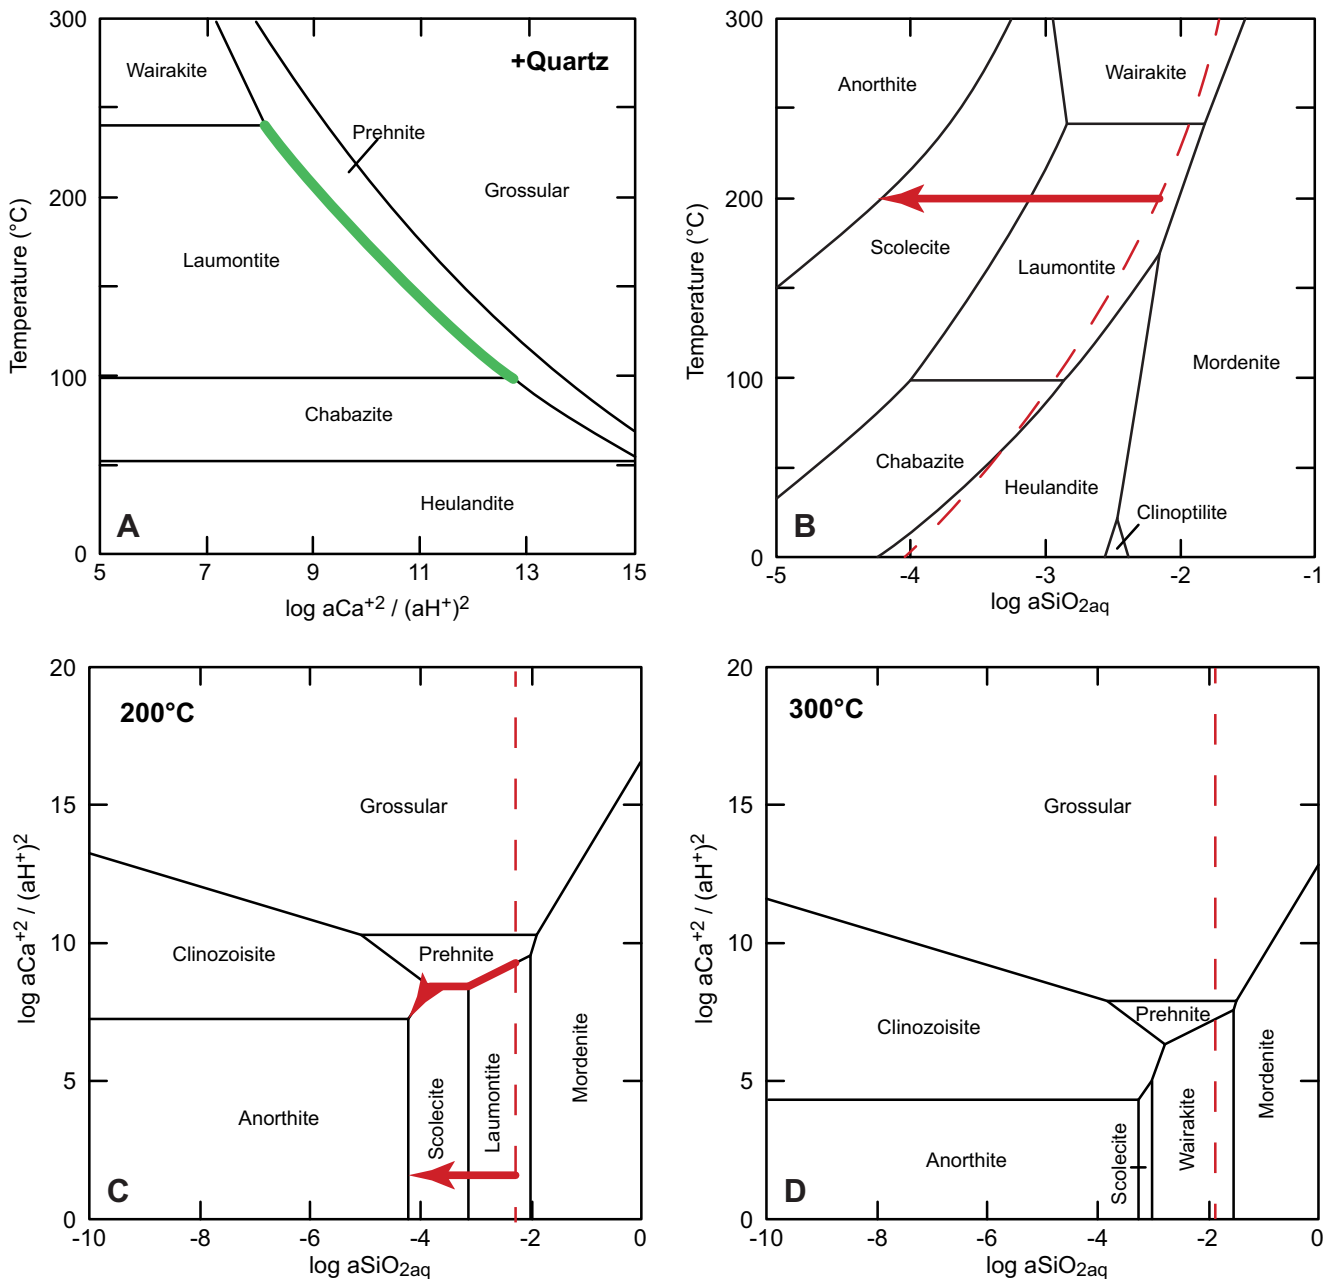 300
200
100
0
Temperature (°C)
+Quartz
Wairakite
Prehnite
Grossular
Laumontite
Chabazite
Heulandite
A
5 7 9 11 13 15
log aCa⁺² / (aH⁺)²
300
200
100
0
Temperature (°C)
Anorthite
Wairakite
Scolecite
Laumontite
Mordenite
Chabazite
Heulandite
Clinoptilite
B
-5 -4 -3 -2 -1
log aSiO₂aq
20
15
10
5
0
log aCa⁺² / (aH⁺)²
200°C
Grossular
Clinozoisite
Prehnite
Anorthite
Scolecite
Laumontite
Mordenite
C
-10 -8 -6 -4 -2 0
log aSiO₂aq
20
15
10
5
0
log aCa⁺² / (aH⁺)²
300°C
Grossular
Clinozoisite
Prehnite
Anorthite
Scolecite
Wairakite
Mordenite
D
-10 -8 -6 -4 -2 0
log aSiO₂aq